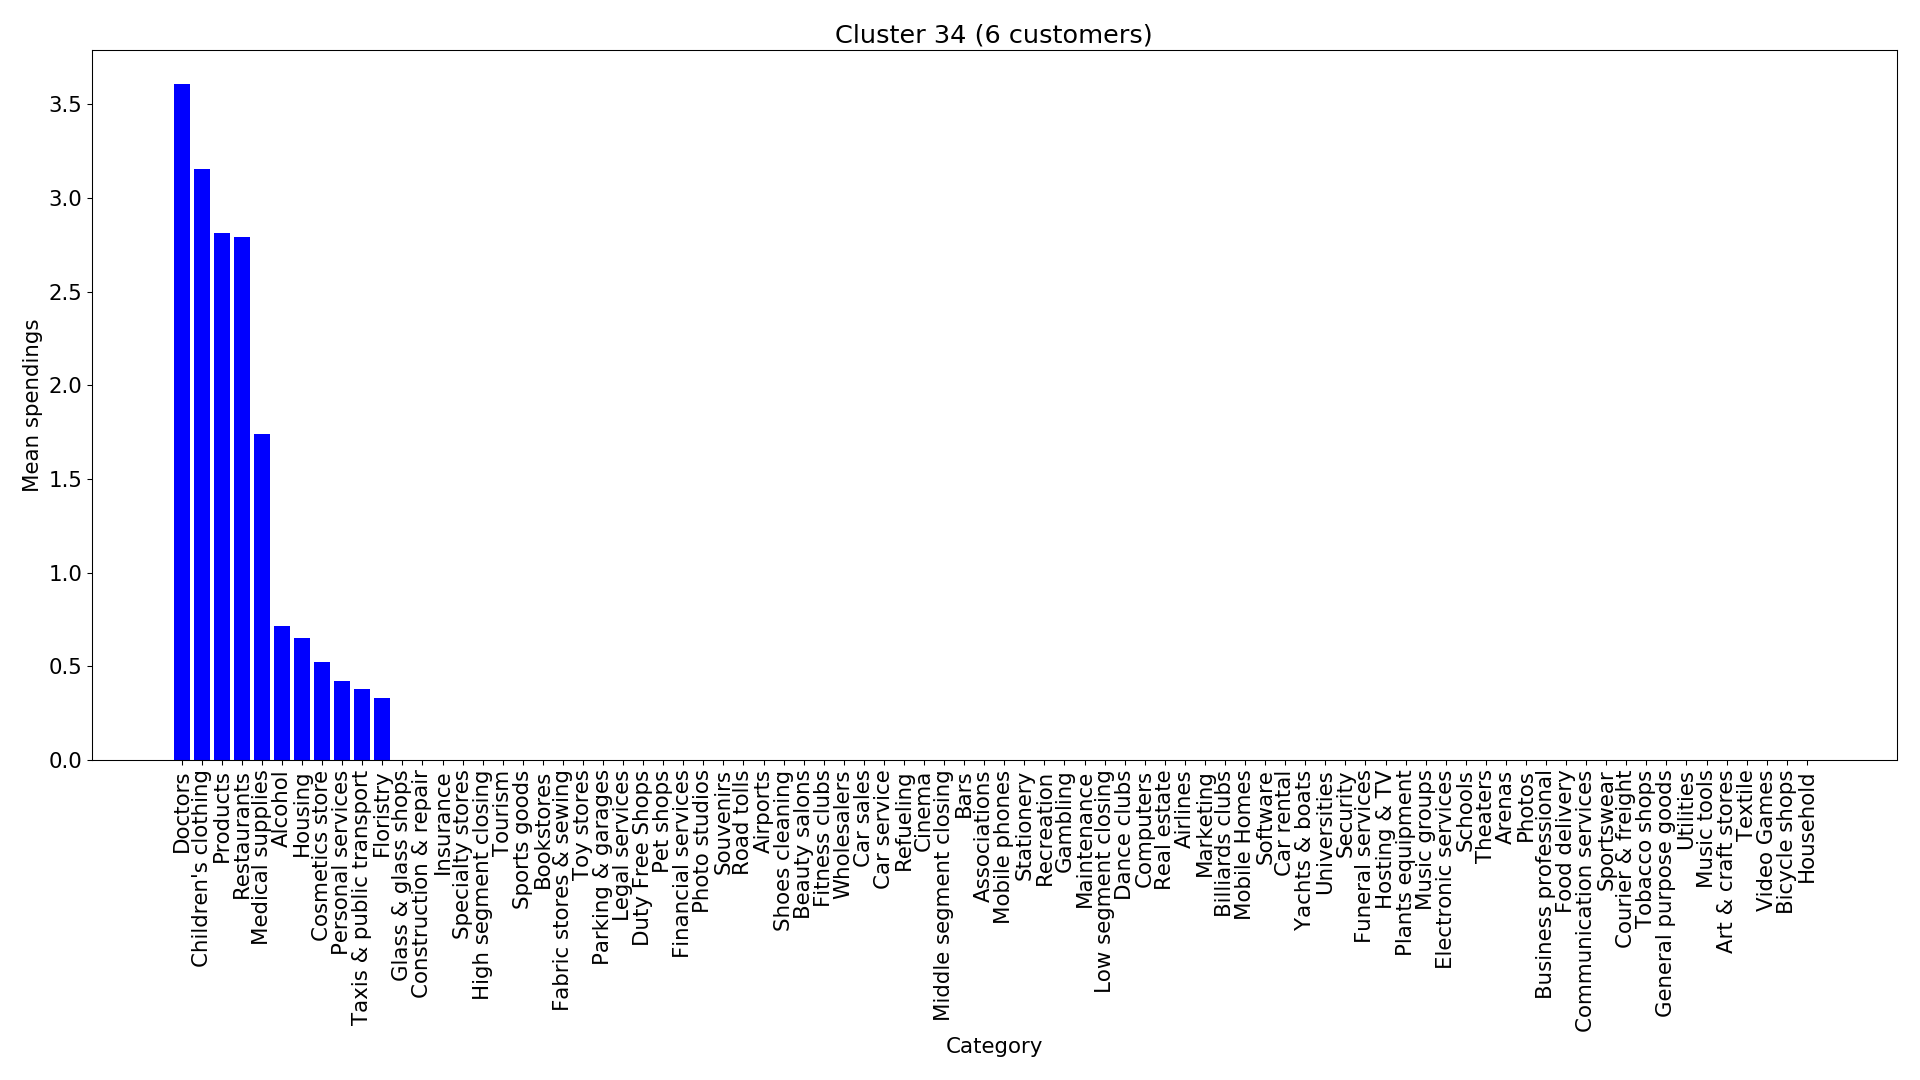 Cluster 34 (6 customers)
Mean spendings
3.5
3.0
2.5
2.0
1.5
1.0
0.5
0.0
Doctors
Children's clothing
Products
Restaurants
Medical supplies
Alcohol
Housing
Cosmetics store
Personal services
Taxis & public transport
Floristry
Glass & glass shops
Construction & repair
Insurance
Specialty stores
High segment closing
Tourism
Sports goods
Bookstores
Fabric stores & sewing
Toy stores
Parking & garages
Legal services
Duty Free Shops
Pet shops
Financial services
Photo studios
Souvenirs
Road tolls
Airports
Shoes cleaning
Beauty salons
Fitness clubs
Wholesalers
Car sales
Car service
Refueling
Cinema
Middle segment closing
Bars
Associations
Mobile phones
Stationery
Recreation
Gambling
Maintenance
Low segment closing
Dance clubs
Computers
Real estate
Airlines
Marketing
Billiards clubs
Mobile Homes
Software
Car rental
Yachts & boats
Universities
Security
Funeral services
Hosting & TV
Plants equipment
Music groups
Electronic services
Schools
Theaters
Arenas
Photos
Business professional
Food delivery
Communication services
Sportswear
Courier & freight
Tobacco shops
General purpose goods
Utilities
Music tools
Art & craft stores
Textile
Video Games
Bicycle shops
Household
Category